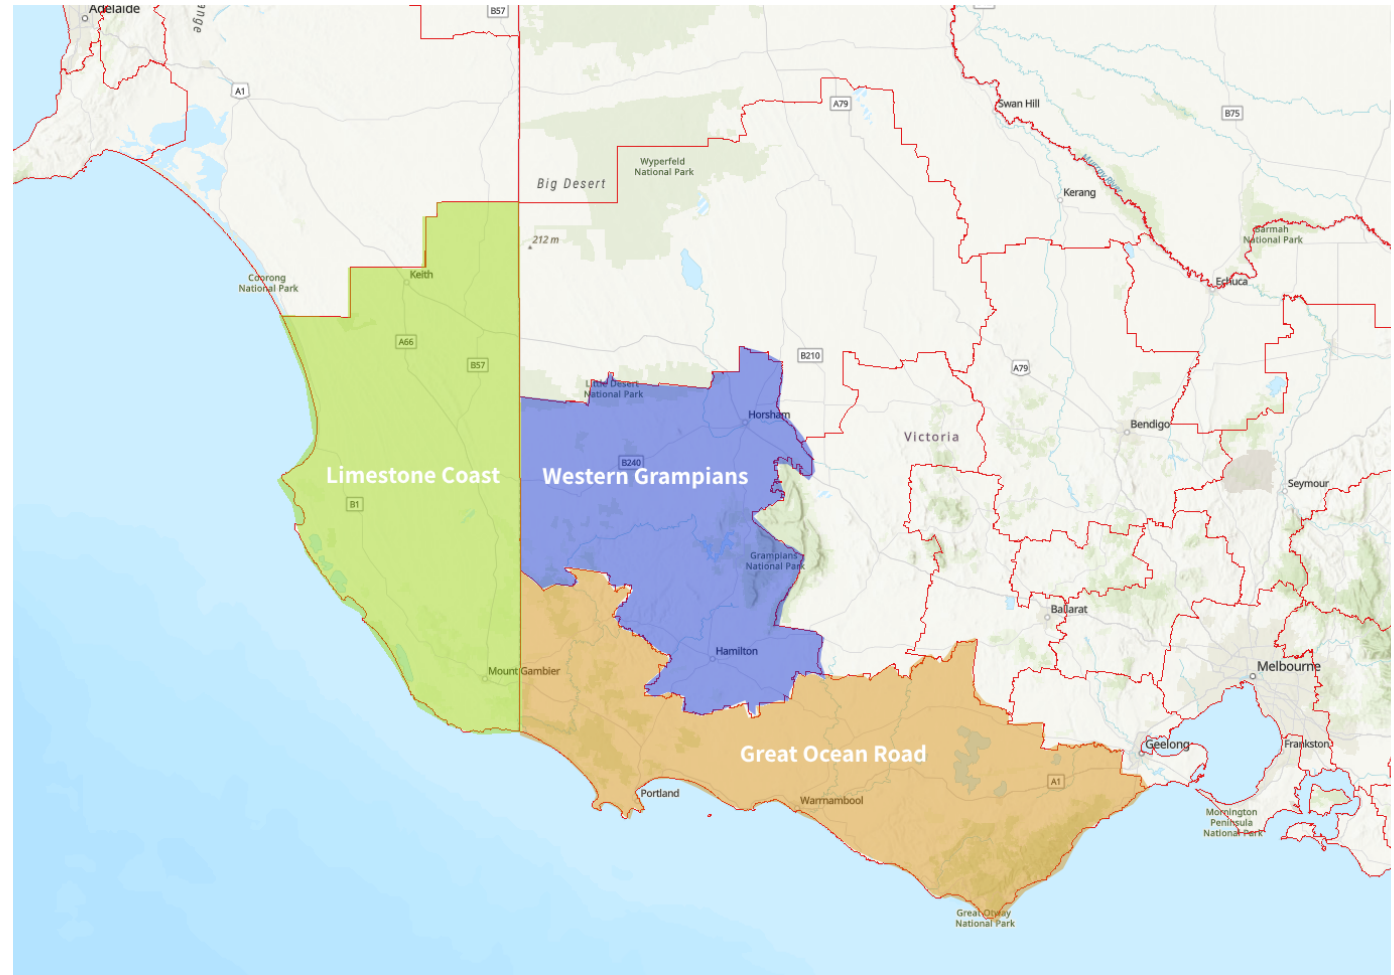 Adelaide
ange
B57
A1
Swan Hill
A79
B75
Wyperfeld
National Park
Big Desert
Murray River
Kerang
212 m
Barmah
National Park
Coorong
National Park
Keith
Echuca
A66
B57
B210
A79
Little Desert
National Park
Horsham
Victoria
Bendigo
B240
Limestone Coast
Western Grampians
Seymour
B1
Grampians
National Park
Ballarat
Hamilton
Mount Gambier
Melbourne
Great Ocean Road
Geelong
Frankston
A1
Portland
Warrnambool
Mornington
Peninsula
National Park
Great Otway
National Park